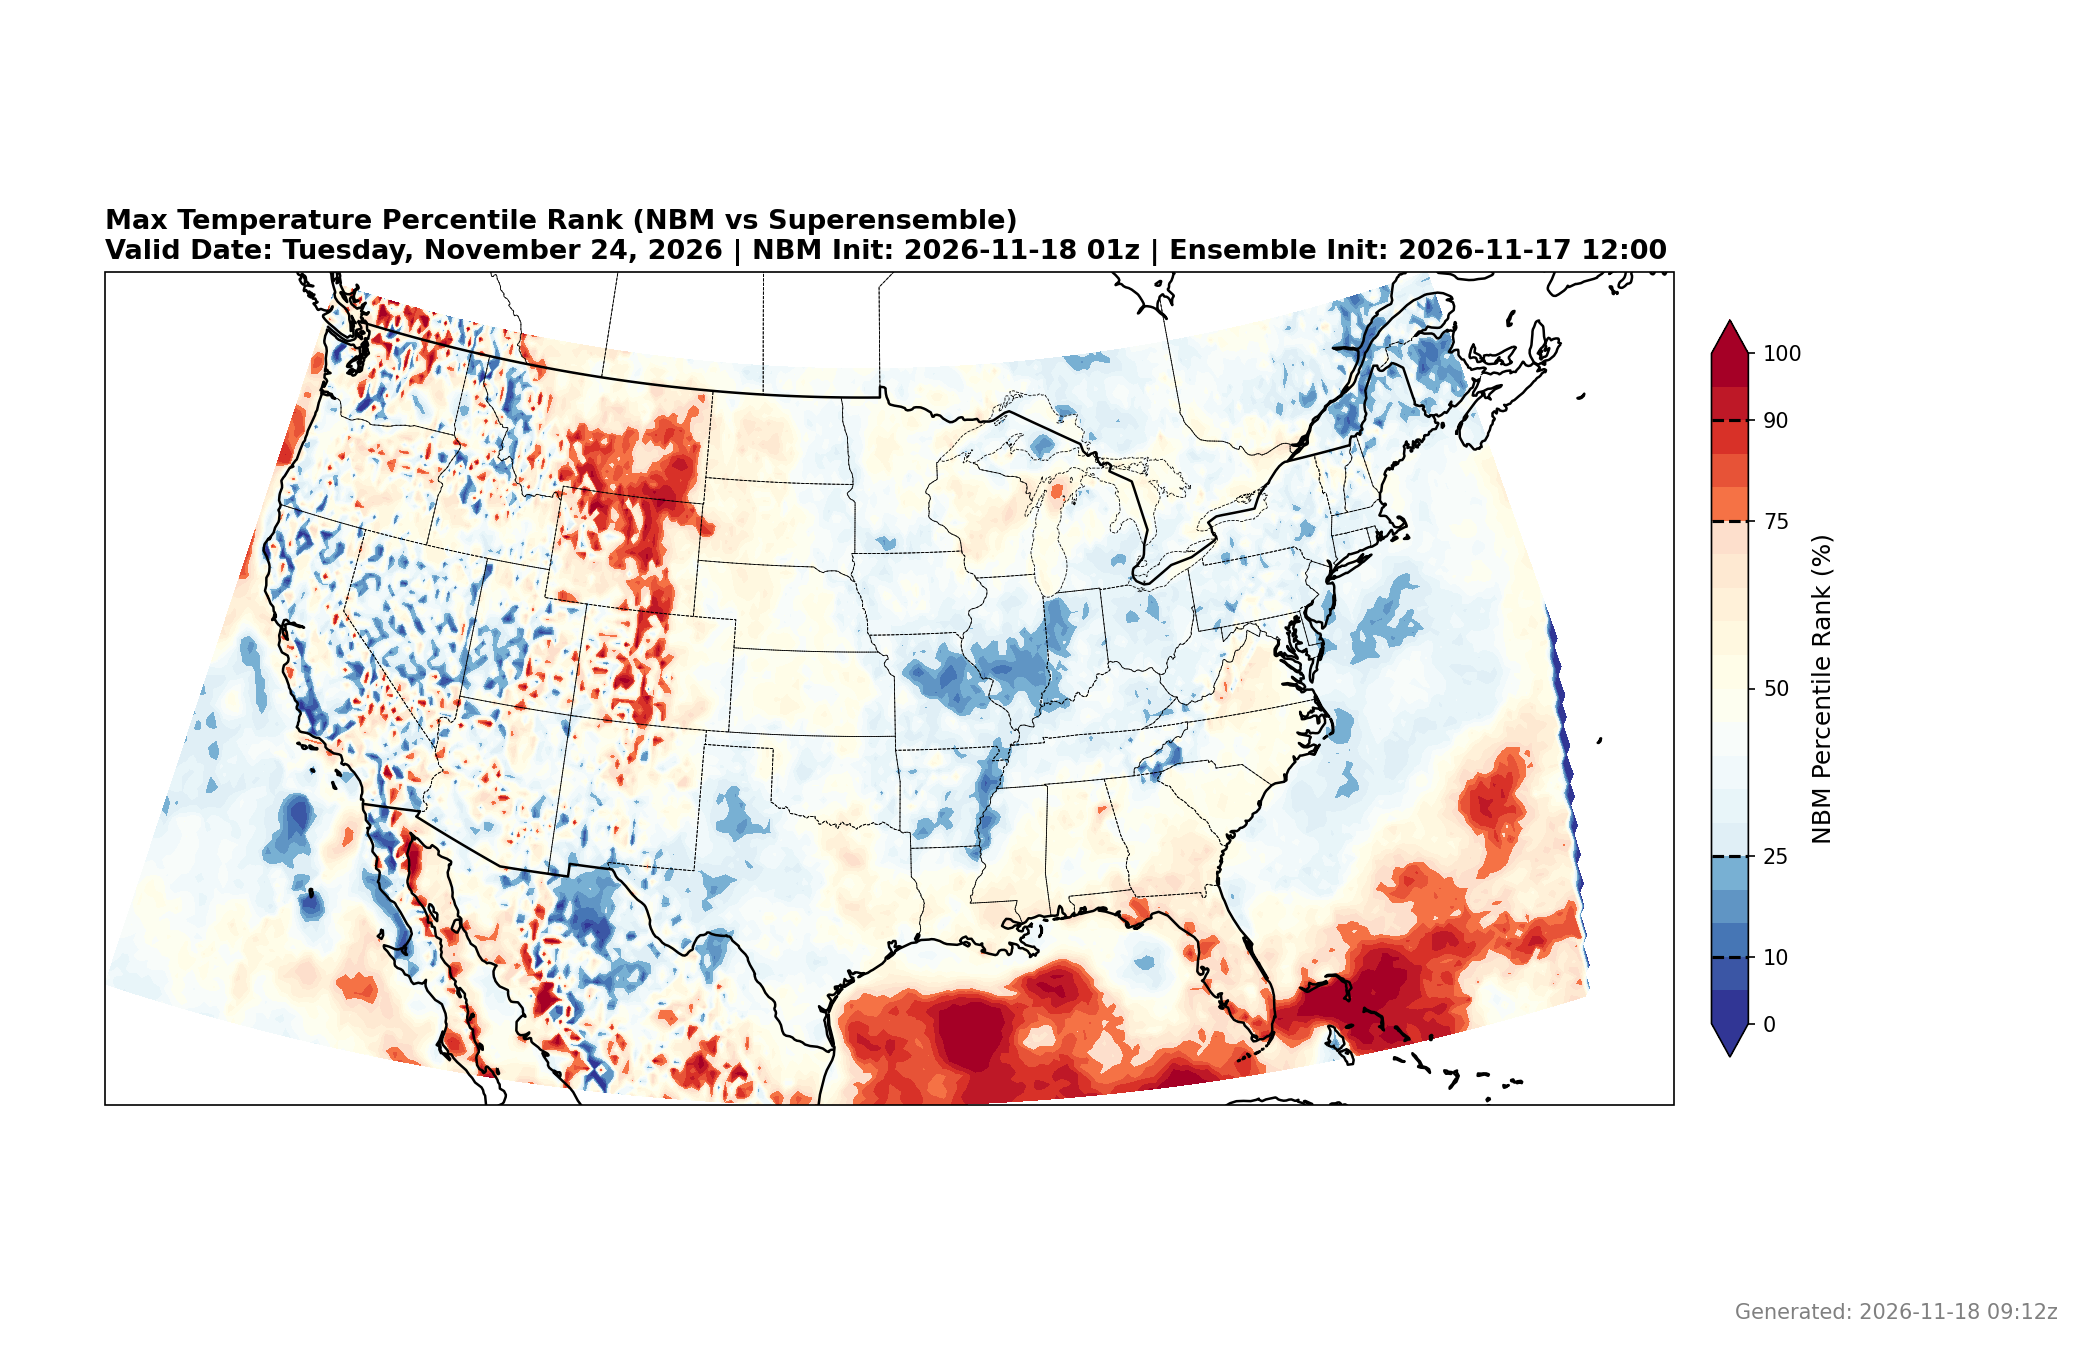 Max Temperature Percentile Rank (NBM vs Superensemble)
Valid Date: Tuesday, November 24, 2026 | NBM Init: 2026-11-18 01z | Ensemble Init: 2026-11-17 12:00
100
90
75
50
25
10
0
NBM Percentile Rank (%)
Generated: 2026-11-18 09:12z